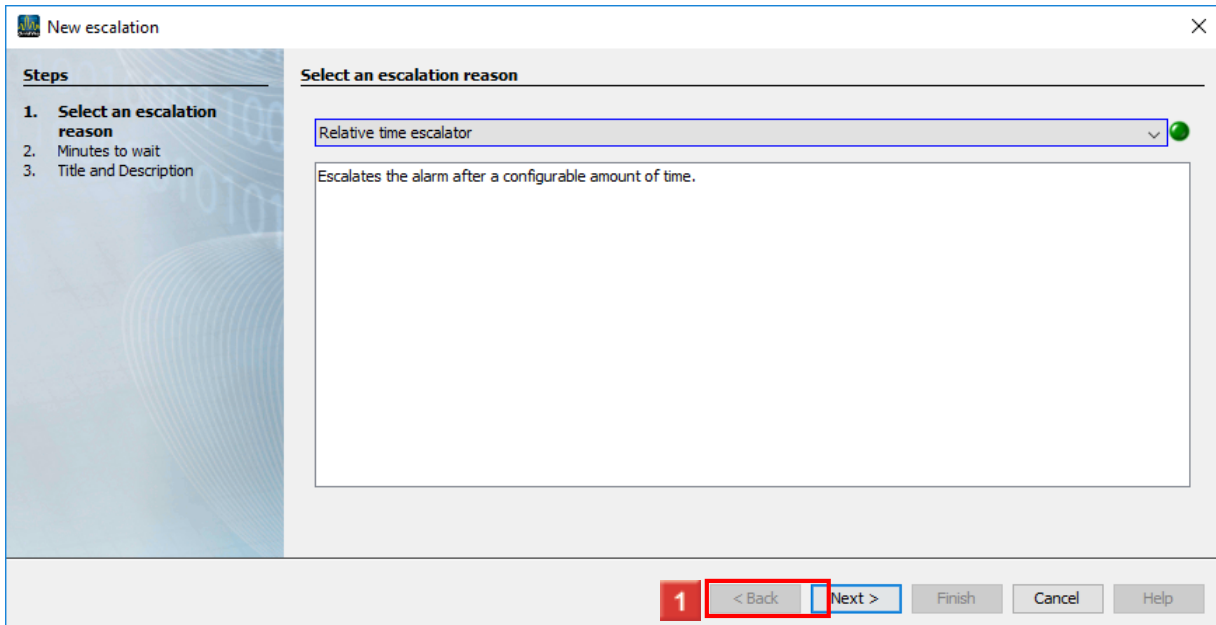 New escalation
Steps
1. Select an escalation
reason
2. Minutes to wait
3. Title and Description
Select an escalation reason
Relative time escalator
Escalates the alarm after a configurable amount of time.
1 < Back Next > Finish Cancel Help